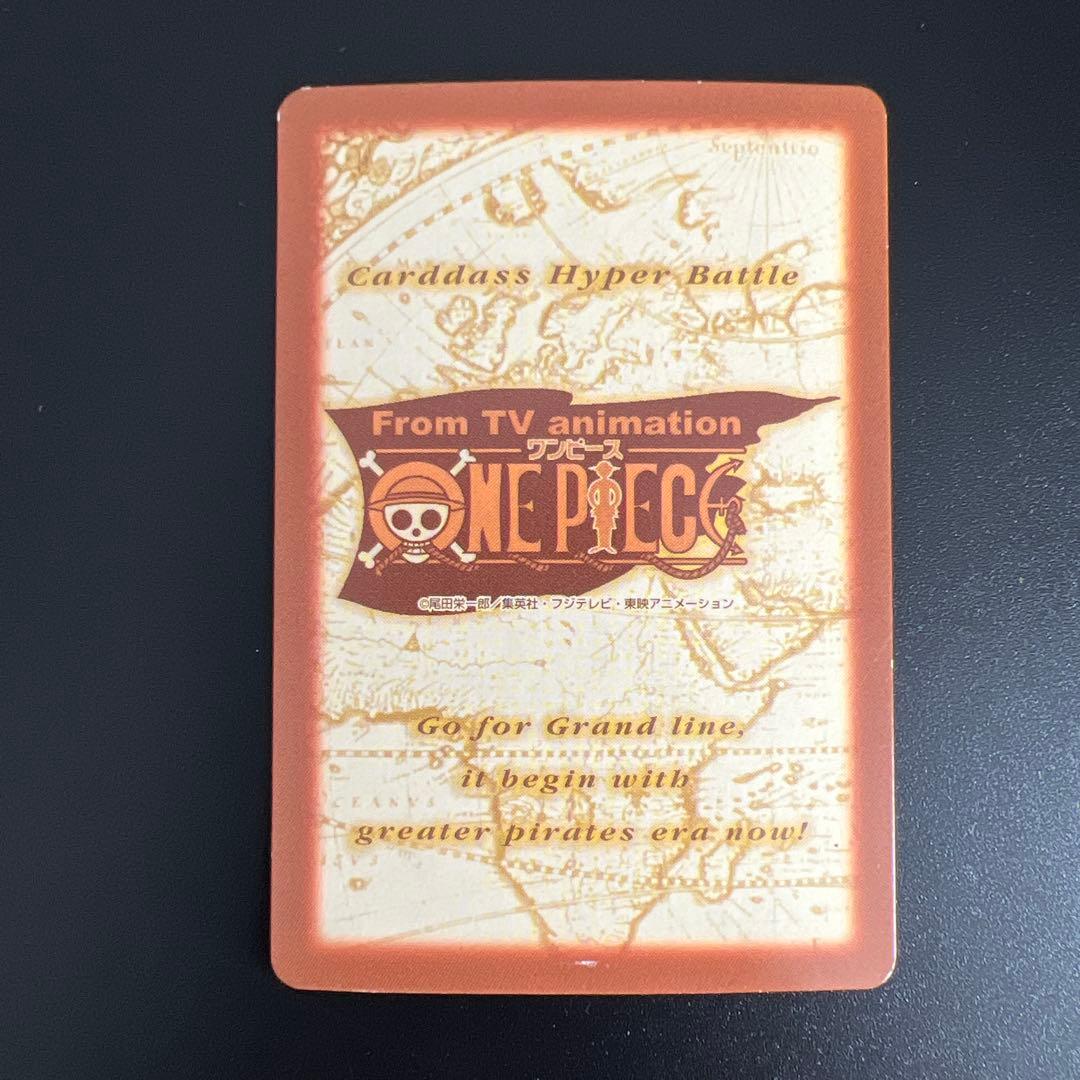 Septentrio
Carddass Hyper Battle
From TV animation
ワンピース
ONE PIECE
©尾田栄一郎／集英社・フジテレビ・東映アニメーション
Go for Grand line,
it begin with
greater pirates era now!